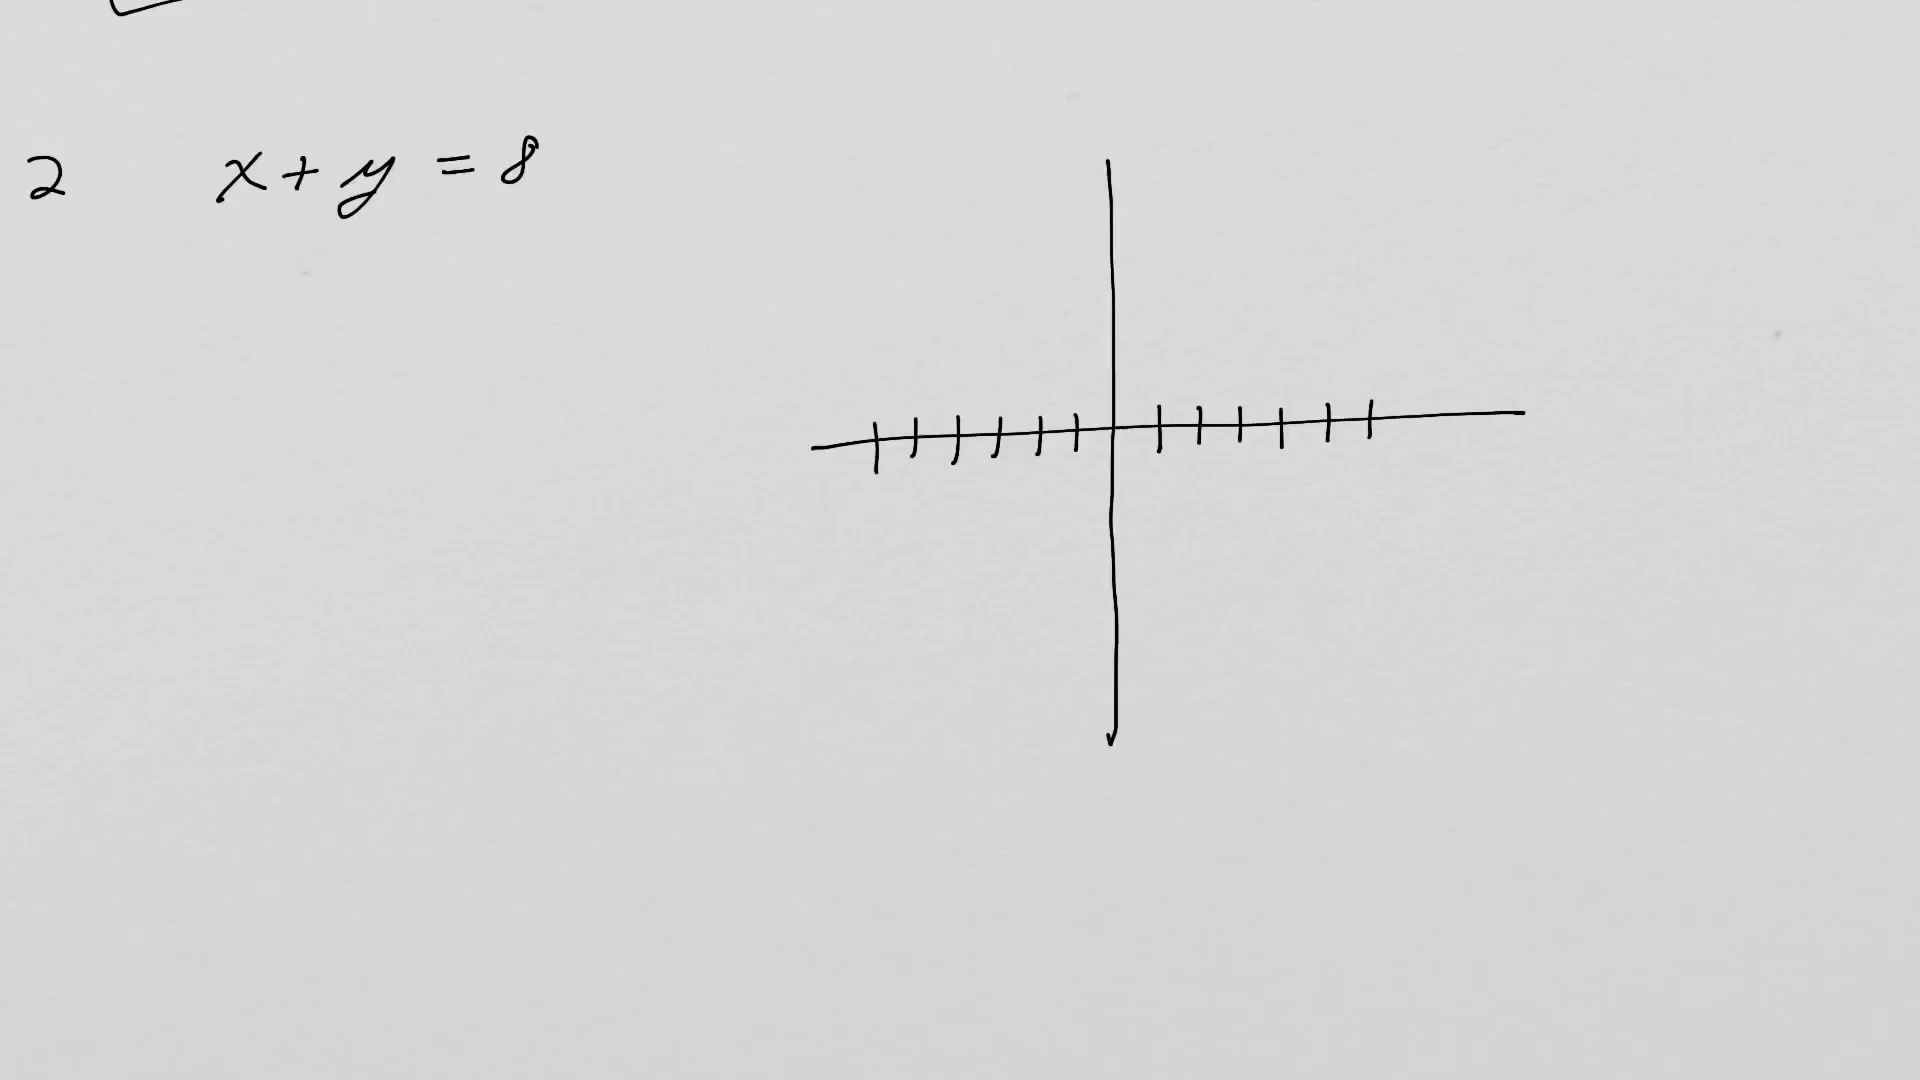 2 x + y = 8